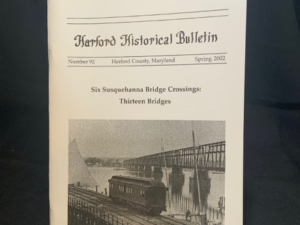 Harford Historical Bulletin
Number 92 Harford County, Maryland Spring 2002
Six Susquehanna Bridge Crossings:
Thirteen Bridges